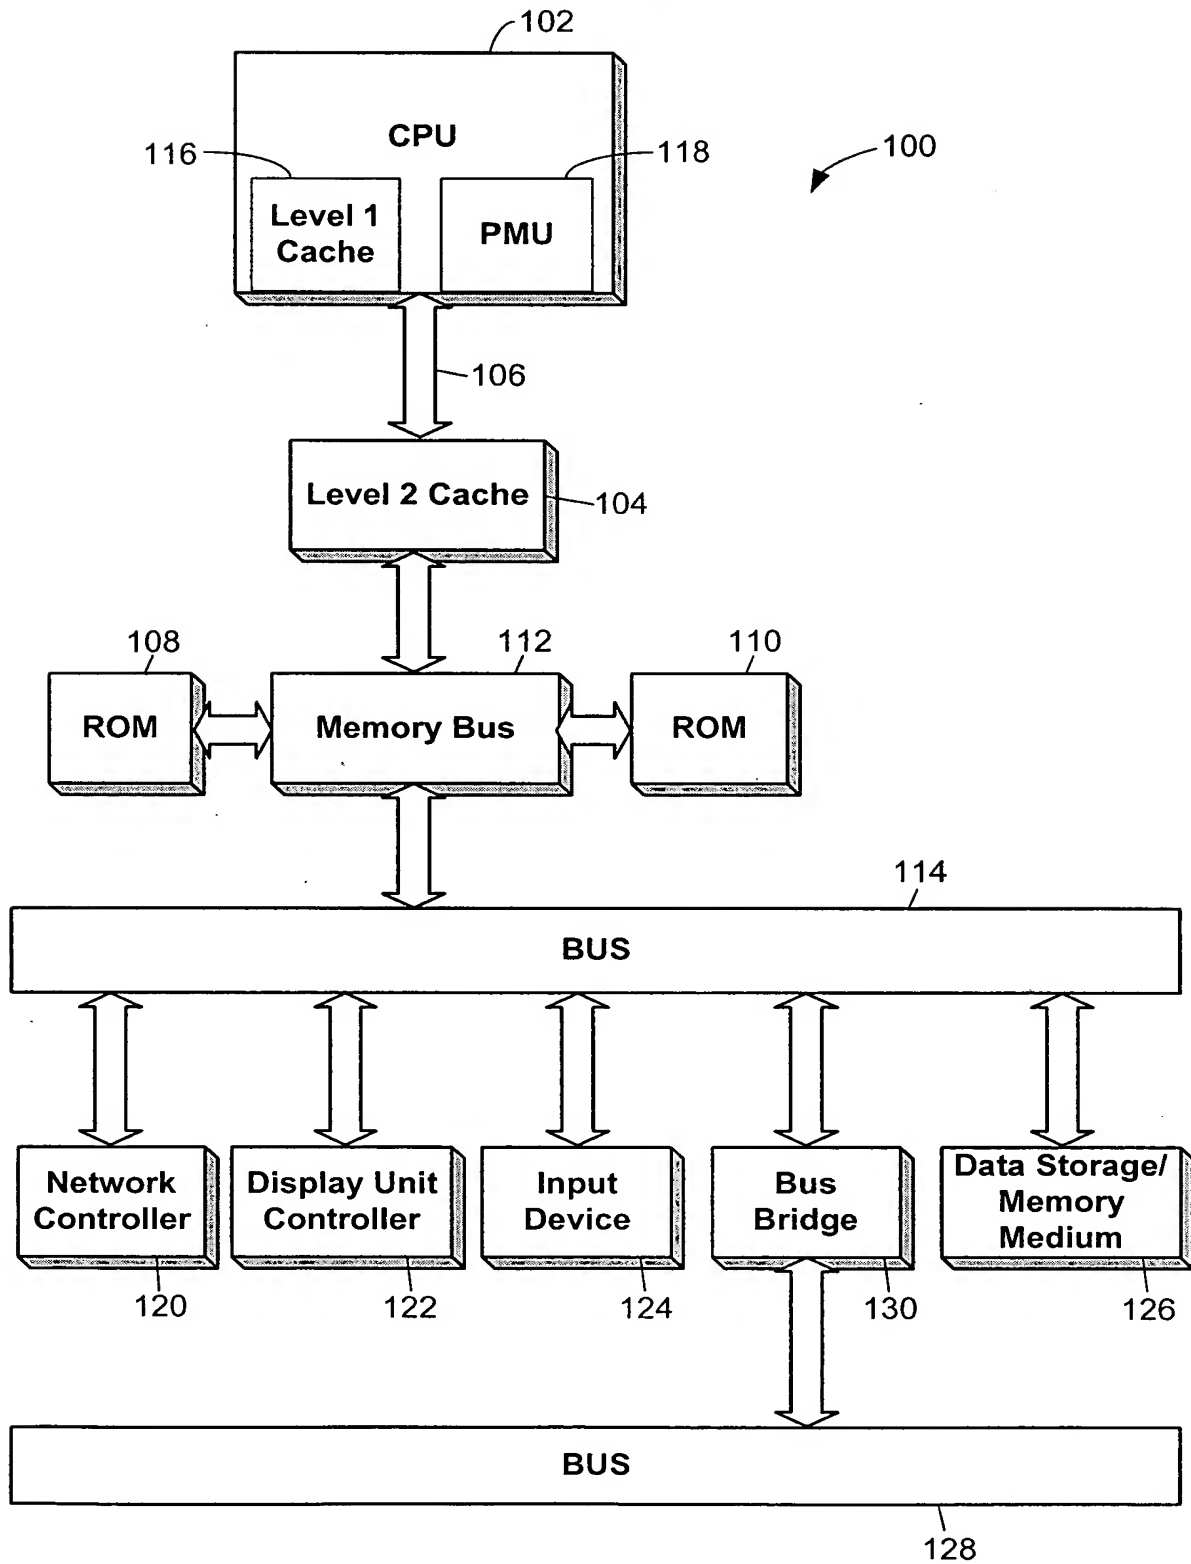 102
CPU
116
118
100
Level 1
Cache
PMU
106
Level 2 Cache
104
108
112
110
ROM
Memory Bus
ROM
114
BUS
Network
Controller
Display Unit
Controller
Input
Device
Bus
Bridge
Data Storage/
Memory
Medium
120
122
124
130
126
BUS
128